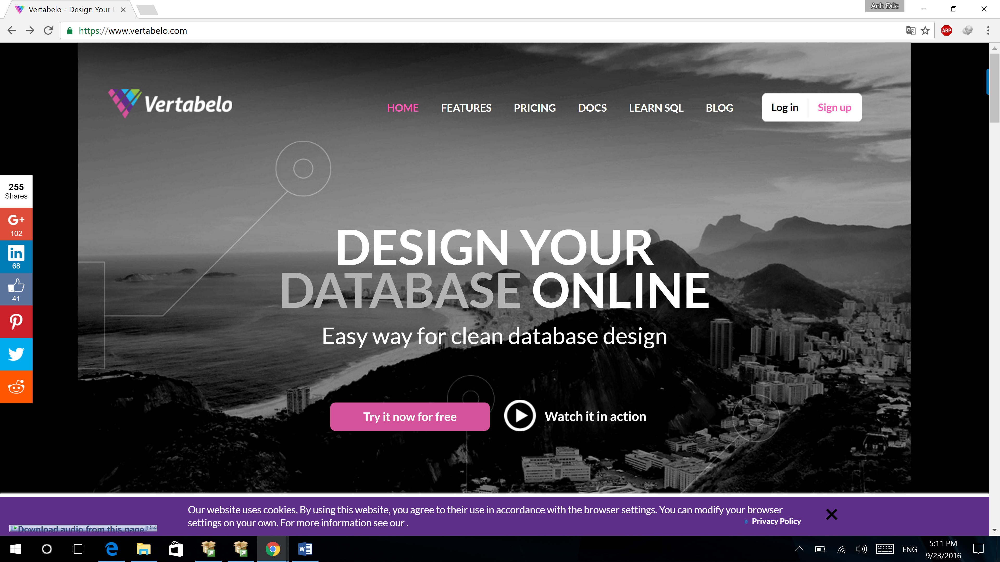 Vertabelo - Design Your
Anh Đức
https://www.vertabelo.com
ABP
Vertabelo
HOME FEATURES PRICING DOCS LEARN SQL BLOG Log in Sign up
255
Shares
G+
102
in
68
41
DESIGN YOUR
DATABASE ONLINE
Easy way for clean database design
Try it now for free Watch it in action
Our website uses cookies. By using this website, you agree to their use in accordance with the browser settings. You can modify your browser
settings on your own. For more information see our .
» Privacy Policy
Download audio from this page
ENG
5:11 PM
9/23/2016